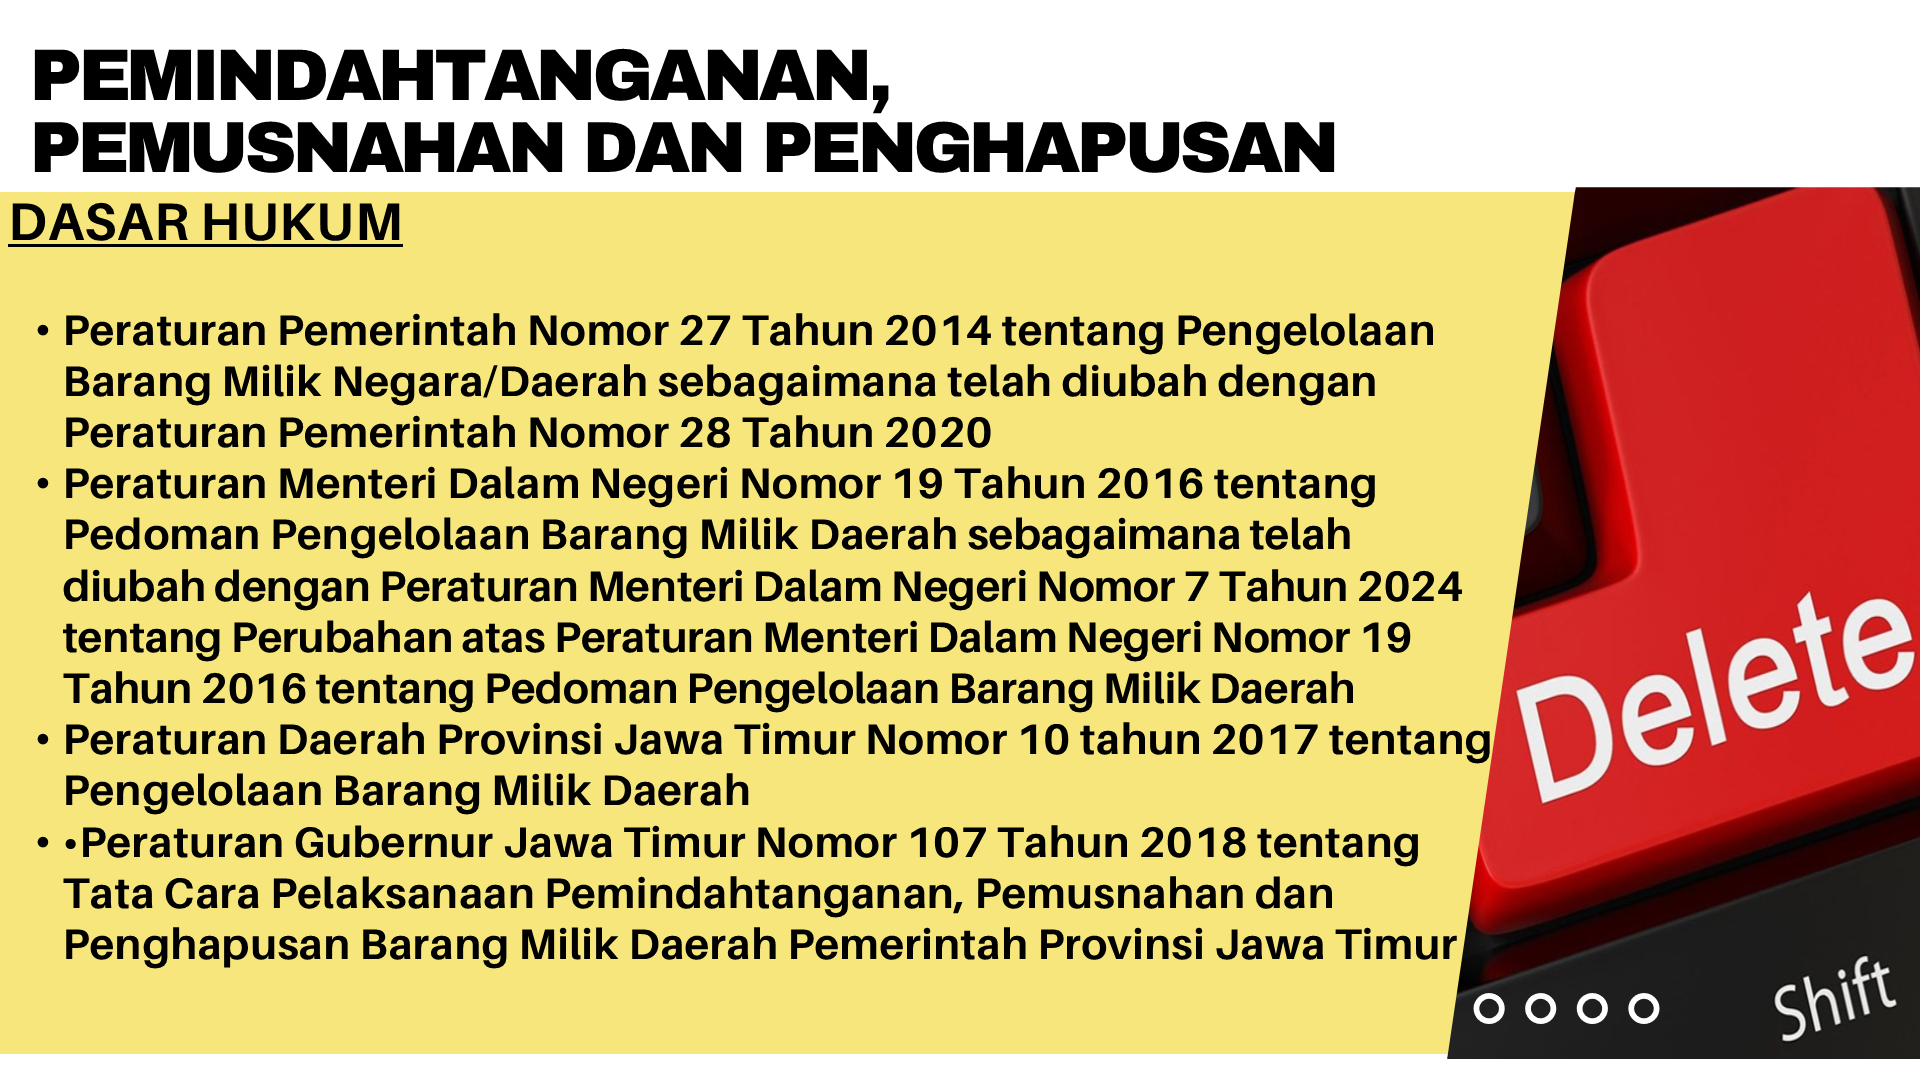 PEMINDAHTANGANAN,
PEMUSNAHAN DAN PENGHAPUSAN
DASAR HUKUM
• Peraturan Pemerintah Nomor 27 Tahun 2014 tentang Pengelolaan
Barang Milik Negara/Daerah sebagaimana telah diubah dengan
Peraturan Pemerintah Nomor 28 Tahun 2020
• Peraturan Menteri Dalam Negeri Nomor 19 Tahun 2016 tentang
Pedoman Pengelolaan Barang Milik Daerah sebagaimana telah
diubah dengan Peraturan Menteri Dalam Negeri Nomor 7 Tahun 2024
tentang Perubahan atas Peraturan Menteri Dalam Negeri Nomor 19
Tahun 2016 tentang Pedoman Pengelolaan Barang Milik Daerah
• Peraturan Daerah Provinsi Jawa Timur Nomor 10 tahun 2017 tentang
Pengelolaan Barang Milik Daerah
• •Peraturan Gubernur Jawa Timur Nomor 107 Tahun 2018 tentang
Tata Cara Pelaksanaan Pemindahtanganan, Pemusnahan dan
Penghapusan Barang Milik Daerah Pemerintah Provinsi Jawa Timur
Delete
Shift